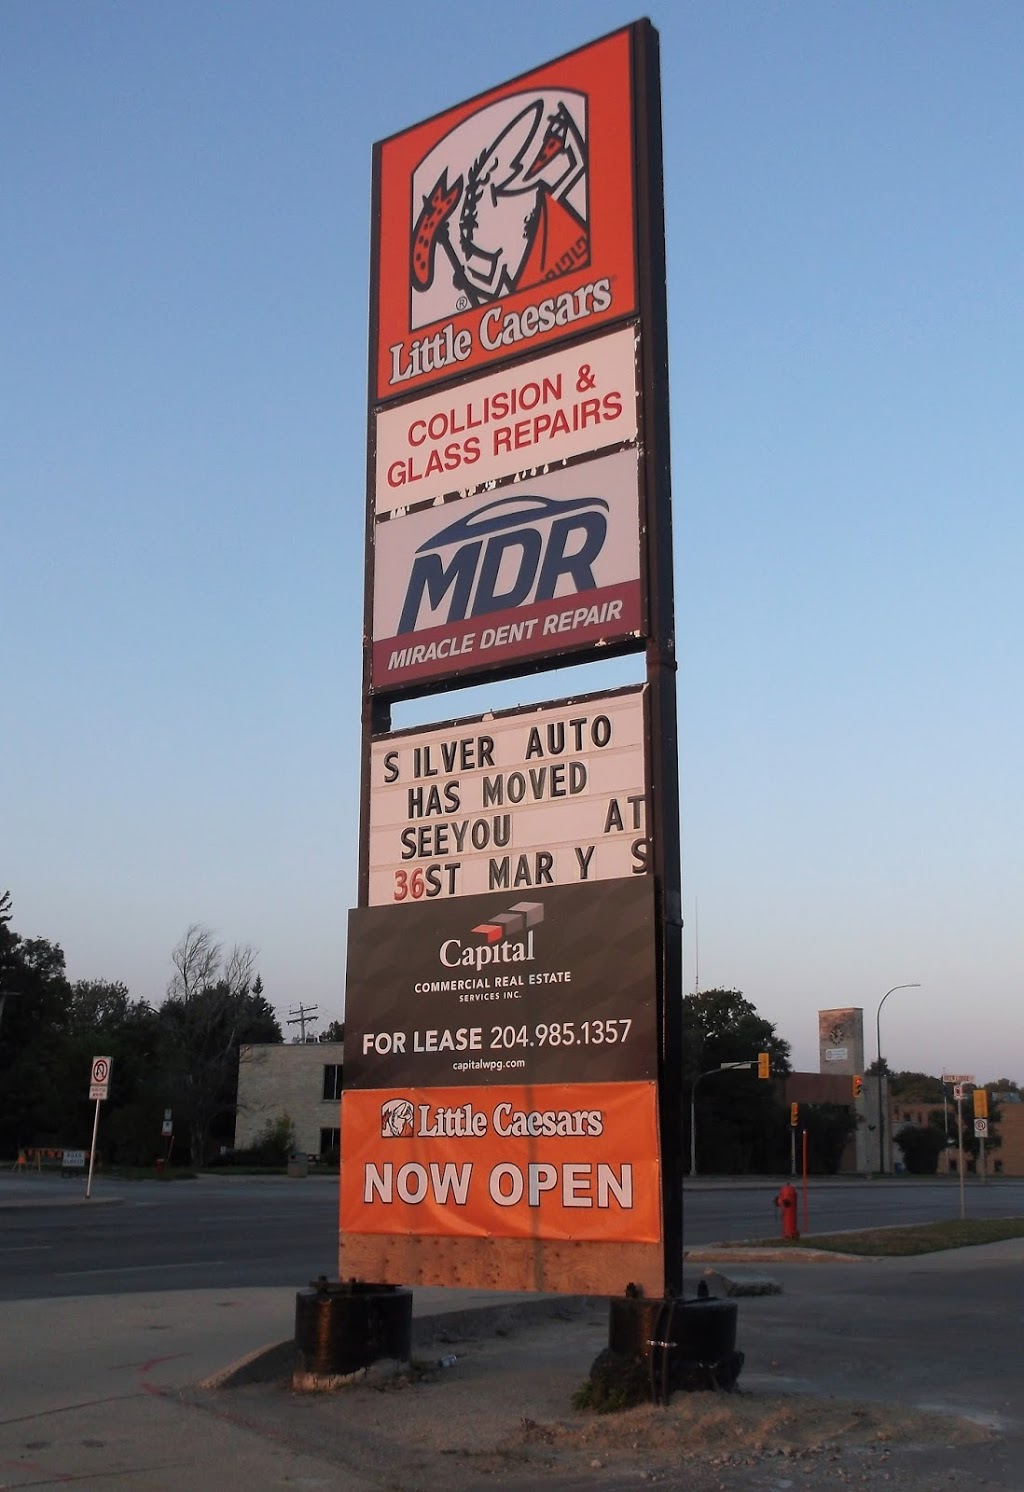 ®
Little Caesars
COLLISION &
GLASS REPAIRS
MDR
MIRACLE DENT REPAIR
S ILVER AUTO
HAS MOVED
SEEYOU AT
36ST MAR Y S
Capital
COMMERCIAL REAL ESTATE
SERVICES INC.
FOR LEASE 204.985.1357
capitalwpg.com
Little Caesars
NOW OPEN